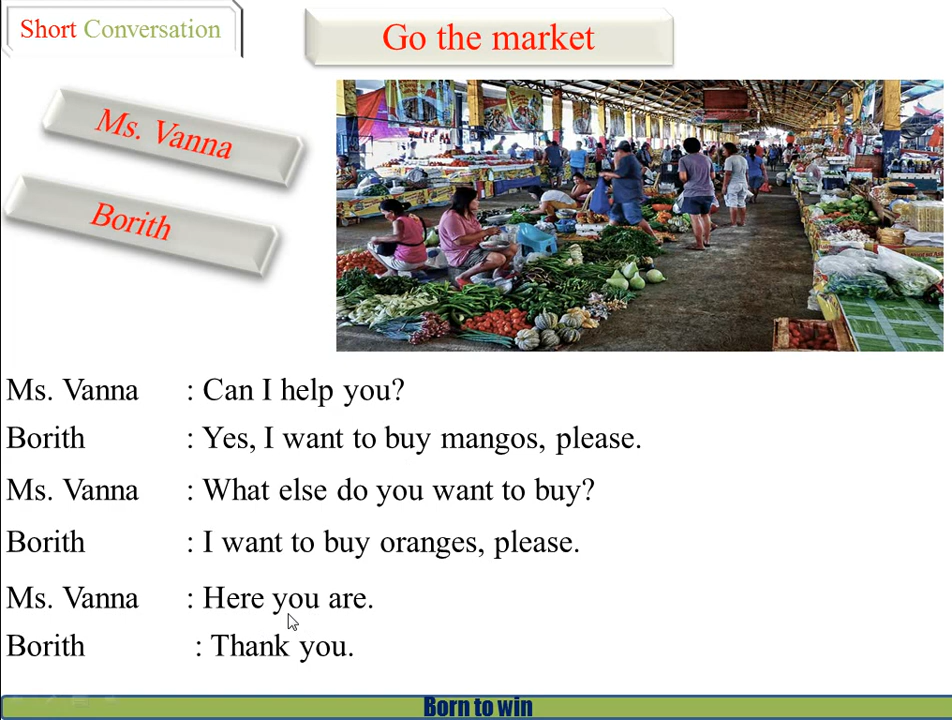 Short Conversation
Go the market
Ms. Vanna
Borith
Ms. Vanna : Can I help you?
Borith : Yes, I want to buy mangos, please.
Ms. Vanna : What else do you want to buy?
Borith : I want to buy oranges, please.
Ms. Vanna : Here you are.
Borith : Thank you.
Born to win